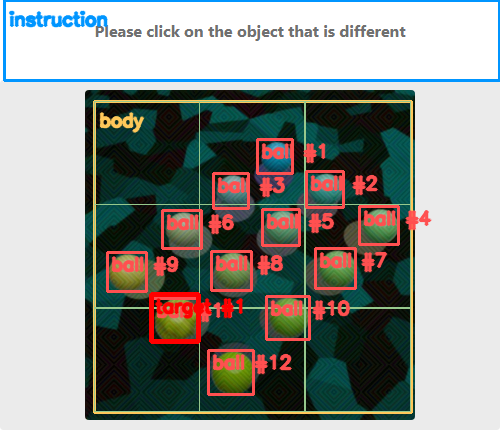 instruction
Please click on the object that is different
body
ball #1
ball #3
ball #2
ball #6
ball #5
ball #4
ball #9
ball #8
ball #7
target #1
ball #10
ball #12